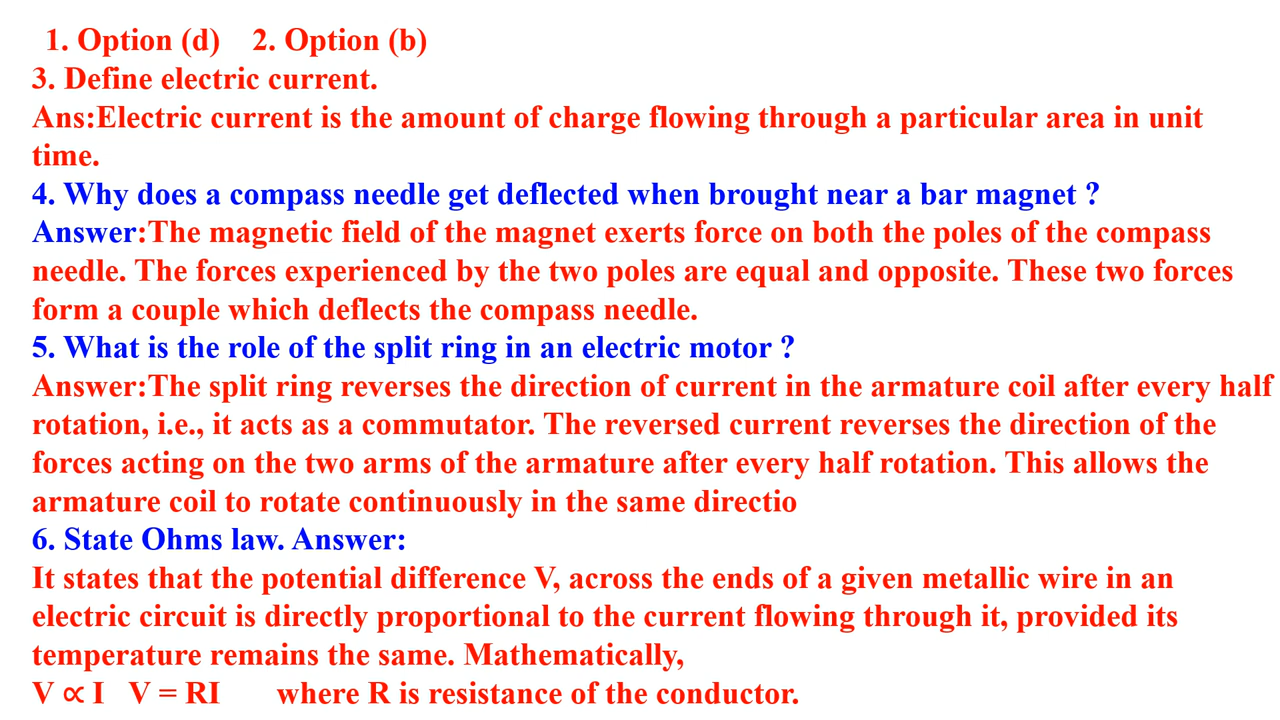 1. Option (d) 2. Option (b)
3. Define electric current.
Ans:Electric current is the amount of charge flowing through a particular area in unit
time.
4. Why does a compass needle get deflected when brought near a bar magnet ?
Answer:The magnetic field of the magnet exerts force on both the poles of the compass
needle. The forces experienced by the two poles are equal and opposite. These two forces
form a couple which deflects the compass needle.
5. What is the role of the split ring in an electric motor ?
Answer:The split ring reverses the direction of current in the armature coil after every half
rotation, i.e., it acts as a commutator. The reversed current reverses the direction of the
forces acting on the two arms of the armature after every half rotation. This allows the
armature coil to rotate continuously in the same directio
6. State Ohms law. Answer:
It states that the potential difference V, across the ends of a given metallic wire in an
electric circuit is directly proportional to the current flowing through it, provided its
temperature remains the same. Mathematically,
V ∝ I V = RI where R is resistance of the conductor.